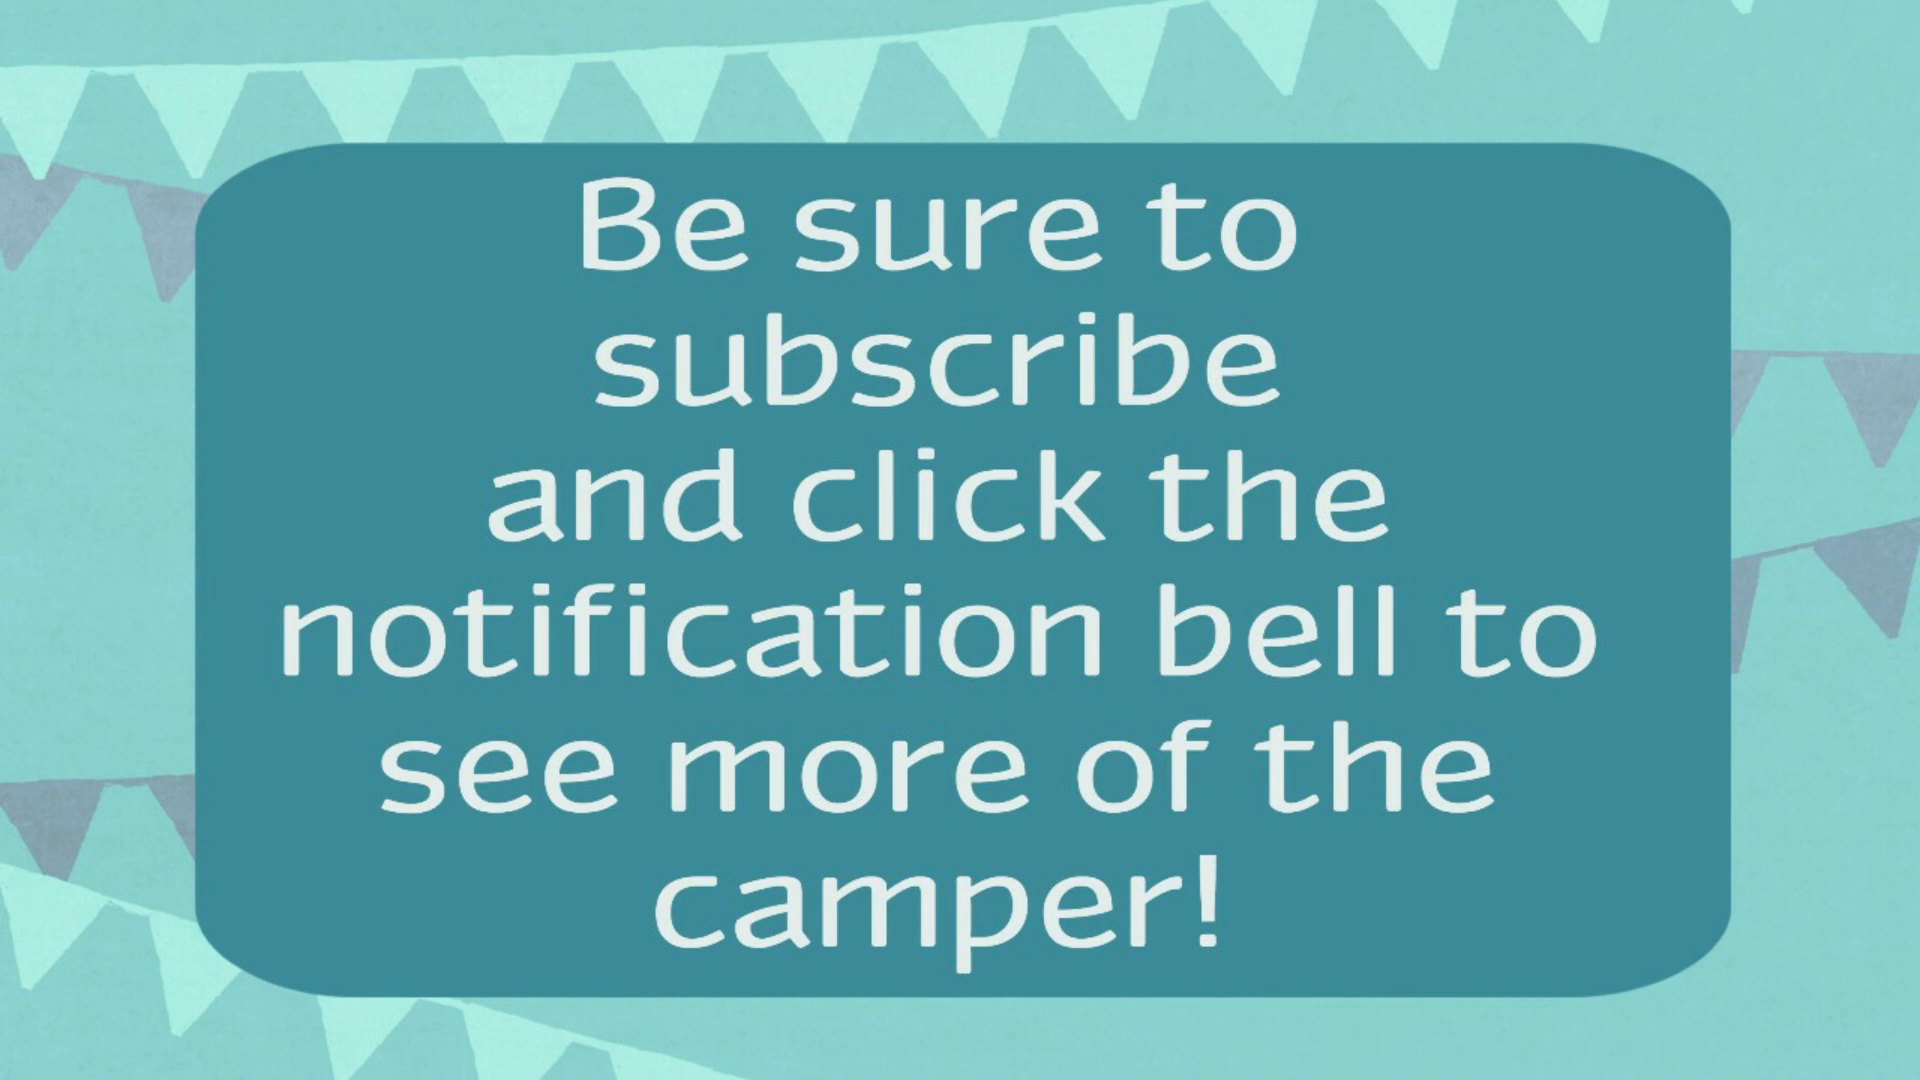 Be sure to
subscribe
and click the
notification bell to
see more of the
camper!